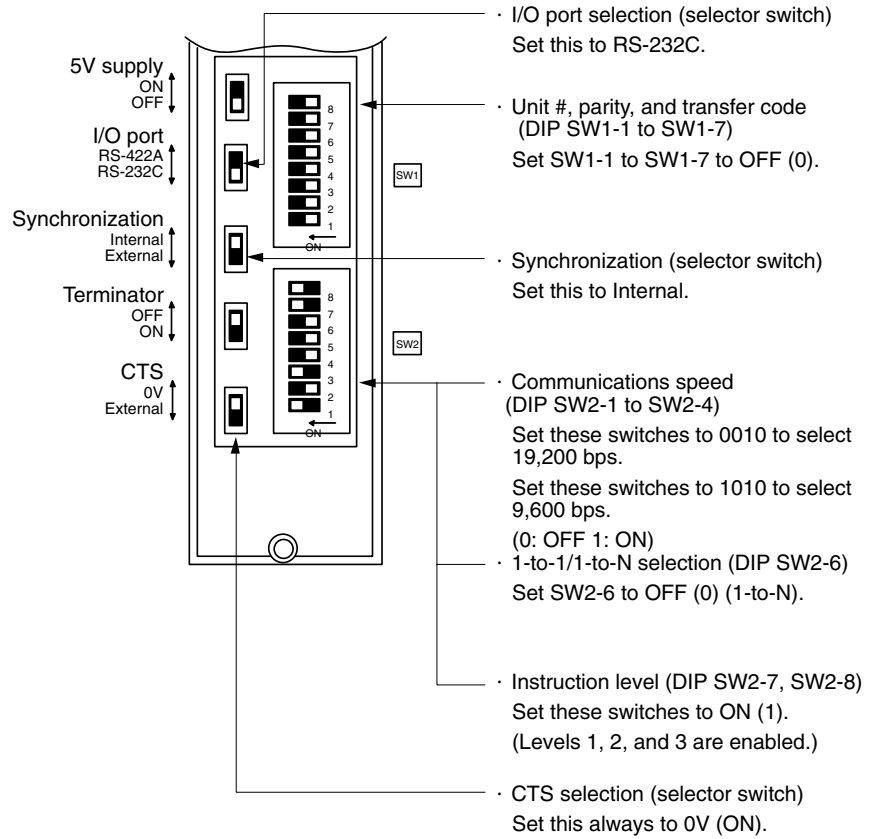 5V supply
ON
OFF
I/O port
RS-422A
RS-232C
Synchronization
Internal
External
Terminator
OFF
ON
CTS
0V
External
8
7
6
5
4
3
2
1
ON
SW1
8
7
6
5
4
3
2
1
ON
SW2
· I/O port selection (selector switch)
Set this to RS-232C.
· Unit #, parity, and transfer code
(DIP SW1-1 to SW1-7)
Set SW1-1 to SW1-7 to OFF (0).
· Synchronization (selector switch)
Set this to Internal.
· Communications speed
(DIP SW2-1 to SW2-4)
Set these switches to 0010 to select
19,200 bps.
Set these switches to 1010 to select
9,600 bps.
(0: OFF 1: ON)
· 1-to-1/1-to-N selection (DIP SW2-6)
Set SW2-6 to OFF (0) (1-to-N).
· Instruction level (DIP SW2-7, SW2-8)
Set these switches to ON (1).
(Levels 1, 2, and 3 are enabled.)
· CTS selection (selector switch)
Set this always to 0V (ON).